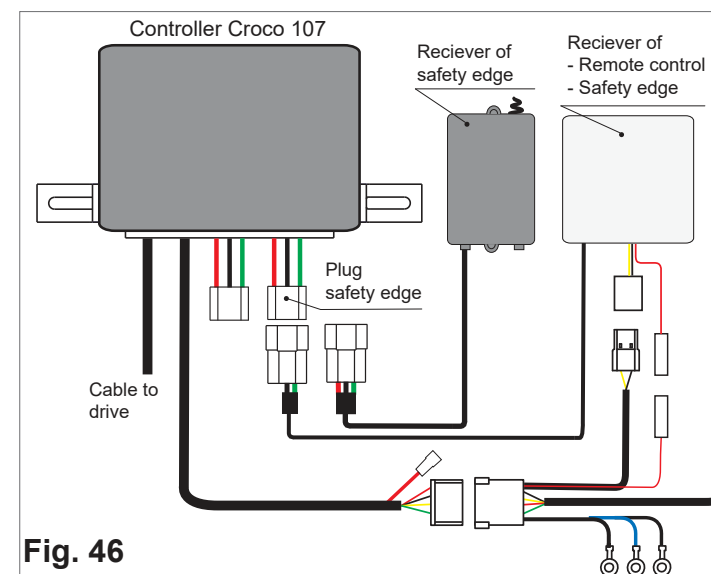 Controller Croco 107
Reciever of
safety edge
Reciever of
- Remote control
- Safety edge
Plug
safety edge
Cable to
drive
Fig. 46